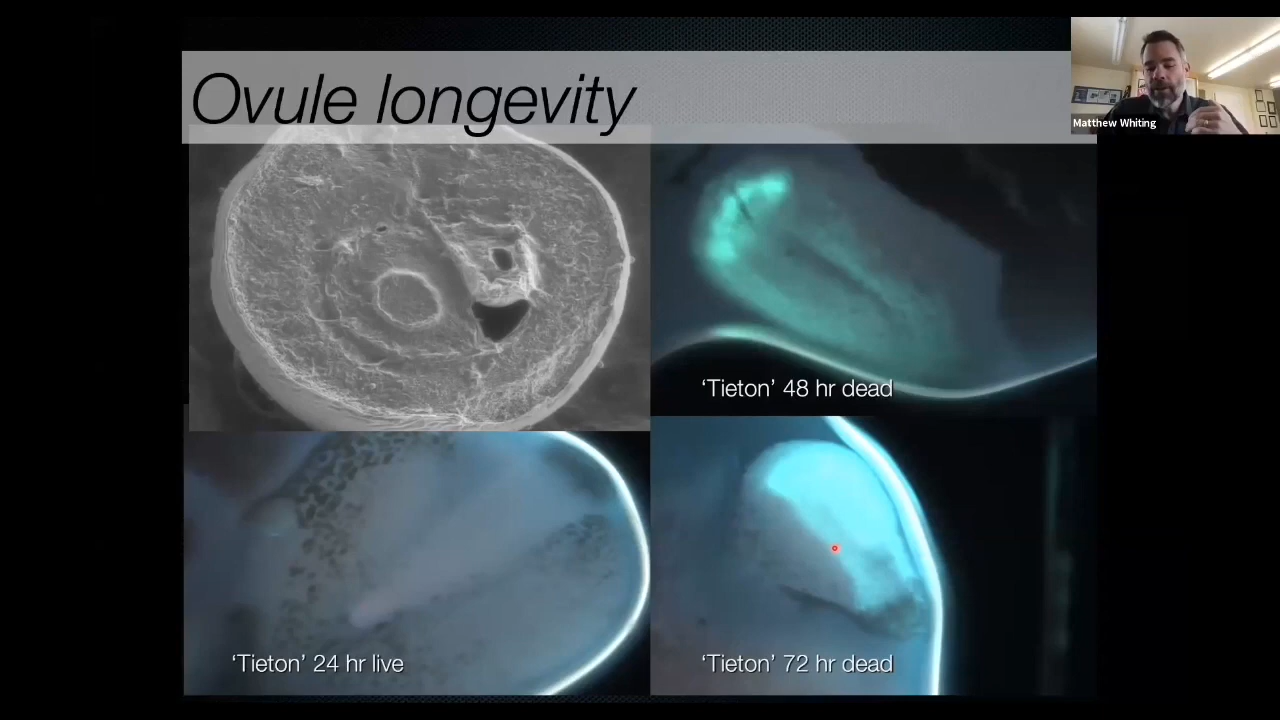 Ovule longevity
Matthew Whiting
‘Tieton’ 48 hr dead
‘Tieton’ 24 hr live
‘Tieton’ 72 hr dead